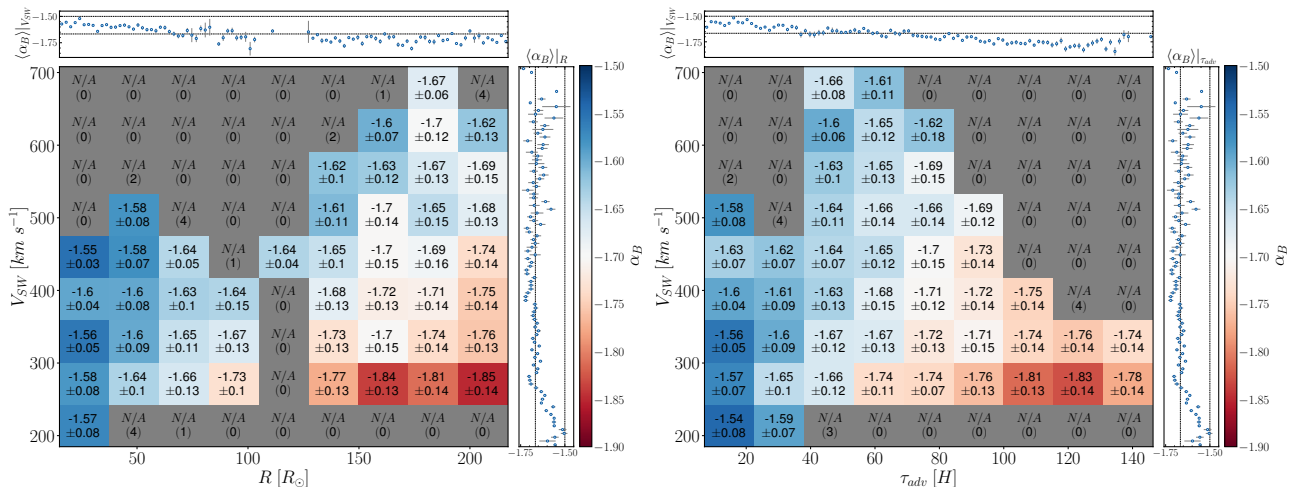 −1.50
−1.75
⟨α_B⟩|V_SW
700
600
500
400
300
200
V_SW [km s⁻¹]
N/A (0) N/A (0) N/A (0) N/A (0) N/A (0) N/A (0) N/A (1) -1.67 ±0.06 N/A (4)
N/A (0) N/A (0) N/A (0) N/A (0) N/A (0) N/A (2) -1.6 ±0.07 -1.7 ±0.12 -1.62 ±0.13
N/A (0) N/A (2) N/A (0) N/A (0) N/A (0) -1.62 ±0.1 -1.63 ±0.12 -1.67 ±0.13 -1.69 ±0.15
N/A (0) -1.58 ±0.08 N/A (4) N/A (0) N/A (0) -1.61 ±0.11 -1.7 ±0.14 -1.65 ±0.15 -1.68 ±0.13
-1.55 ±0.03 -1.58 ±0.07 -1.64 ±0.05 N/A (1) -1.64 ±0.04 -1.65 ±0.1 -1.7 ±0.15 -1.69 ±0.16 -1.74 ±0.14
-1.6 ±0.04 -1.6 ±0.08 -1.63 ±0.1 -1.64 ±0.15 N/A (0) -1.68 ±0.13 -1.72 ±0.13 -1.71 ±0.14 -1.75 ±0.14
-1.56 ±0.05 -1.6 ±0.09 -1.65 ±0.11 -1.67 ±0.13 N/A (0) -1.73 ±0.13 -1.7 ±0.15 -1.74 ±0.14 -1.76 ±0.13
-1.58 ±0.08 -1.64 ±0.1 -1.66 ±0.13 -1.73 ±0.1 N/A (0) -1.77 ±0.13 -1.84 ±0.13 -1.81 ±0.14 -1.85 ±0.14
-1.57 ±0.08 N/A (4) N/A (1) N/A (0) N/A (0) N/A (0) N/A (0) N/A (0) N/A (0)
50 100 150 200
R [R_⊙]
⟨α_B⟩|R
−1.75 −1.50
−1.50
−1.55
−1.60
−1.65
−1.70
−1.75
−1.80
−1.85
−1.90
α_B
−1.50
−1.75
⟨α_B⟩|V_SW
700
600
500
400
300
200
V_SW [km s⁻¹]
N/A (0) N/A (0) -1.66 ±0.08 -1.61 ±0.11 N/A (0) N/A (0) N/A (0) N/A (0) N/A (0)
N/A (0) N/A (0) -1.6 ±0.06 -1.65 ±0.12 -1.62 ±0.18 N/A (0) N/A (0) N/A (0) N/A (0)
N/A (2) N/A (0) -1.63 ±0.1 -1.65 ±0.14 -1.69 ±0.15 N/A (0) N/A (0) N/A (0) N/A (0)
-1.58 ±0.08 N/A (4) -1.64 ±0.11 -1.66 ±0.14 -1.66 ±0.14 -1.69 ±0.12 N/A (0) N/A (0) N/A (0)
-1.63 ±0.07 -1.62 ±0.07 -1.64 ±0.14 -1.67 ±0.15 -1.7 ±0.15 -1.73 ±0.14 N/A (0) N/A (0) N/A (0)
-1.6 ±0.04 -1.61 ±0.09 -1.63 ±0.13 -1.68 ±0.15 -1.71 ±0.14 -1.72 ±0.14 -1.75 ±0.14 N/A (4) N/A (0)
-1.56 ±0.05 -1.6 ±0.09 -1.67 ±0.12 -1.67 ±0.15 -1.72 ±0.13 -1.71 ±0.15 -1.74 ±0.14 -1.76 ±0.14 -1.74 ±0.14
-1.57 ±0.07 -1.65 ±0.1 -1.66 ±0.12 -1.74 ±0.11 -1.74 ±0.07 -1.76 ±0.13 -1.81 ±0.13 -1.83 ±0.14 -1.78 ±0.14
-1.54 ±0.08 -1.59 ±0.07 N/A (3) N/A (0) N/A (0) N/A (0) N/A (0) N/A (0) N/A (0)
20 40 60 80 100 120 140
τ_adv [H]
⟨α_B⟩|τ_adv
−1.75 −1.50
−1.50
−1.55
−1.60
−1.65
−1.70
−1.75
−1.80
−1.85
−1.90
α_B